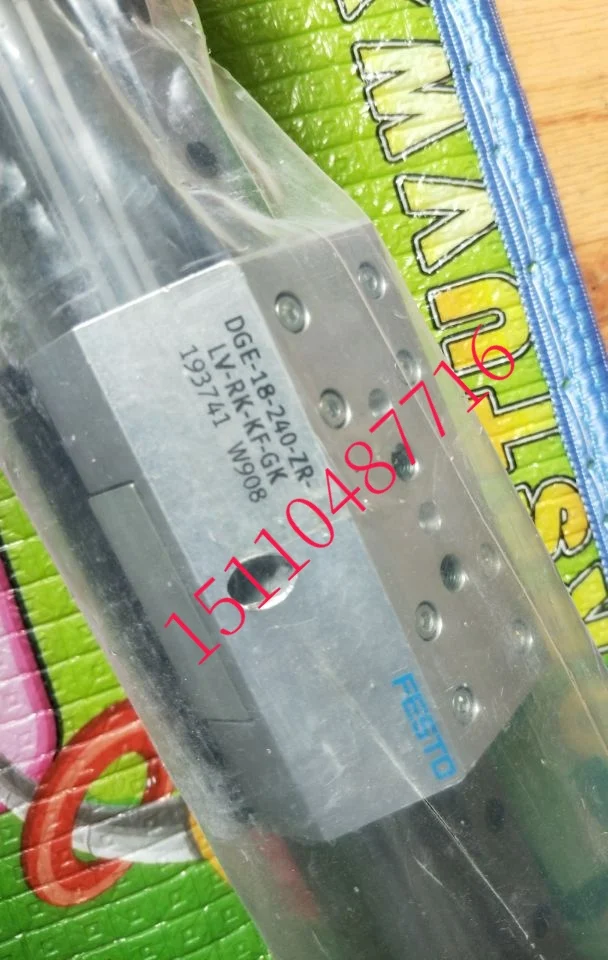 DGE-18-240-ZR-
LV-RK-KF-GK
193741 W908
FESTO
15110487716